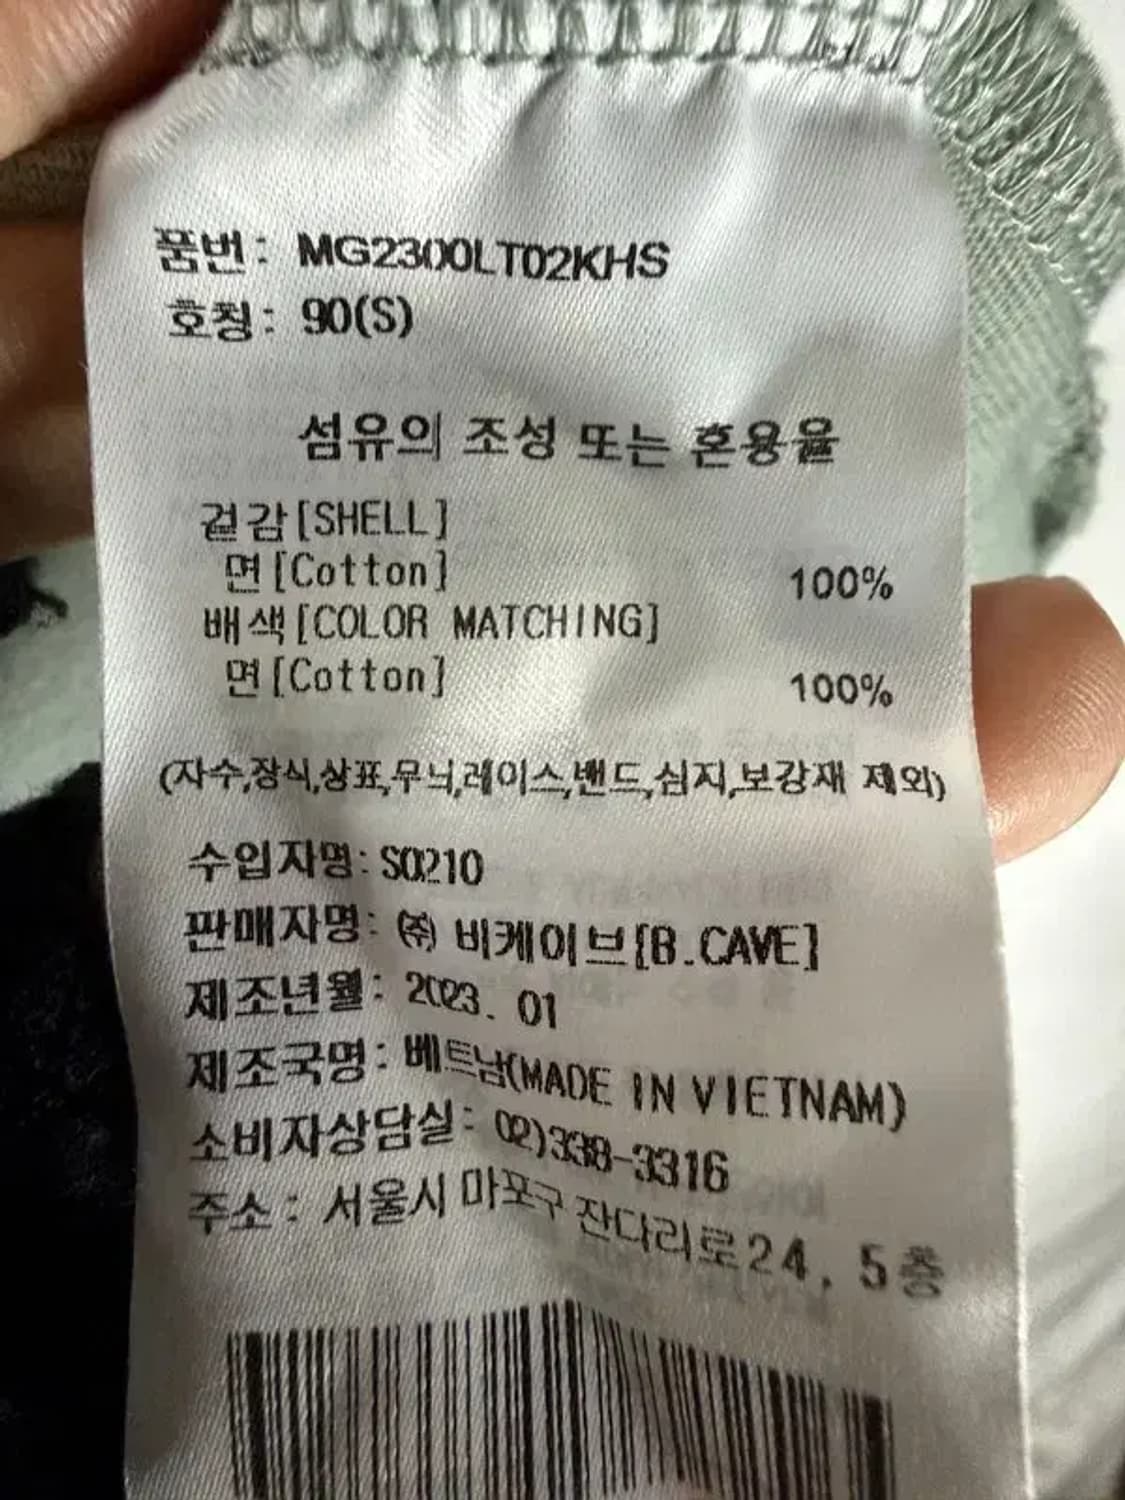 품번: MG2300LT02KHS
호칭: 90(S)
섬유의 조성 또는 혼용율
겉감[SHELL]
면[Cotton] 100%
배색[COLOR MATCHING]
면[Cotton] 100%
(자수,장식,상표,무늬,레이스,밴드,심지,보강재 제외)
수입자명: SO210
판매자명: ㈜ 비케이브[B.CAVE]
제조년월: 2023. 01
제조국명: 베트남(MADE IN VIETNAM)
소비자상담실: 02)338-3316
주소: 서울시 마포구 잔다리로24, 5층